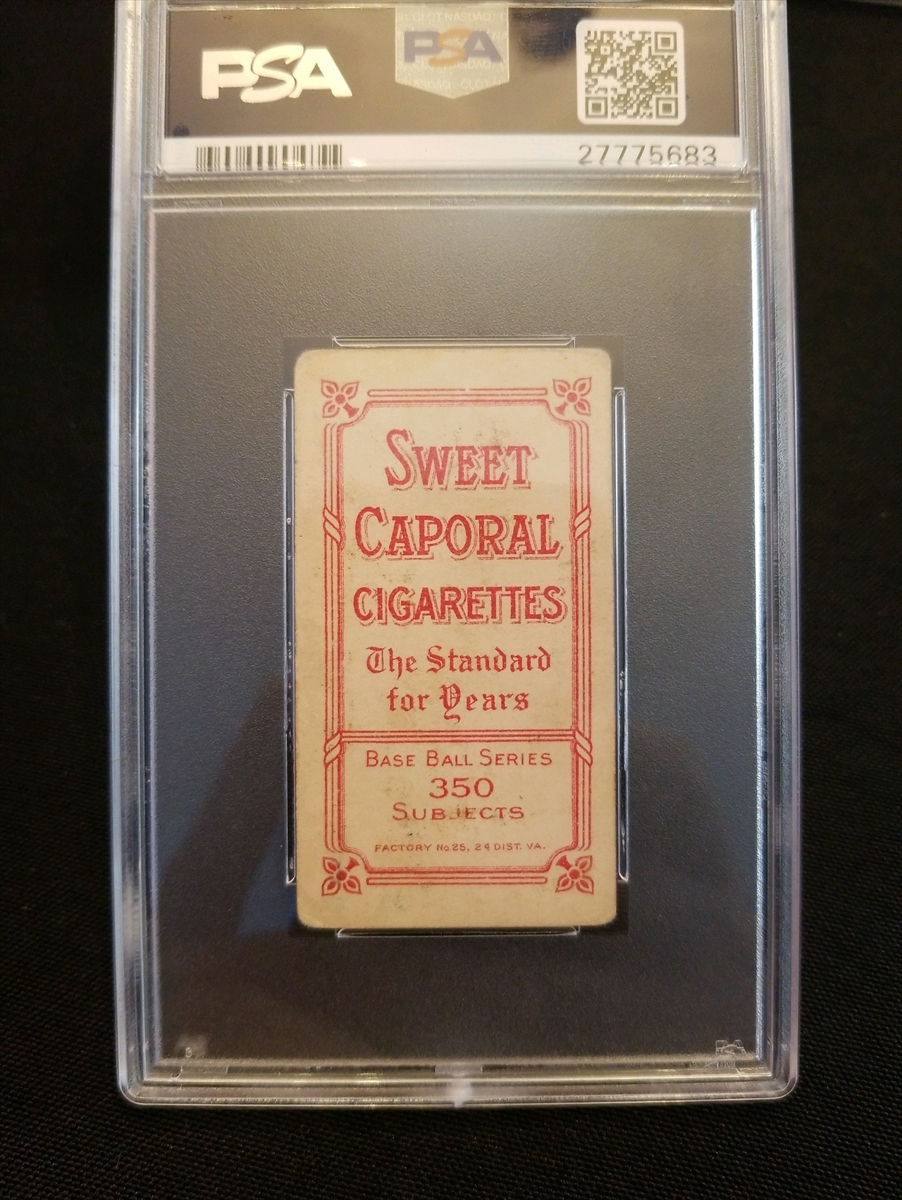 PSA
PSA
27775683
SWEET
CAPORAL
CIGARETTES
The Standard
for Years
BASE BALL SERIES
350
SUBJECTS
FACTORY No. 25, 2d DIST. VA.